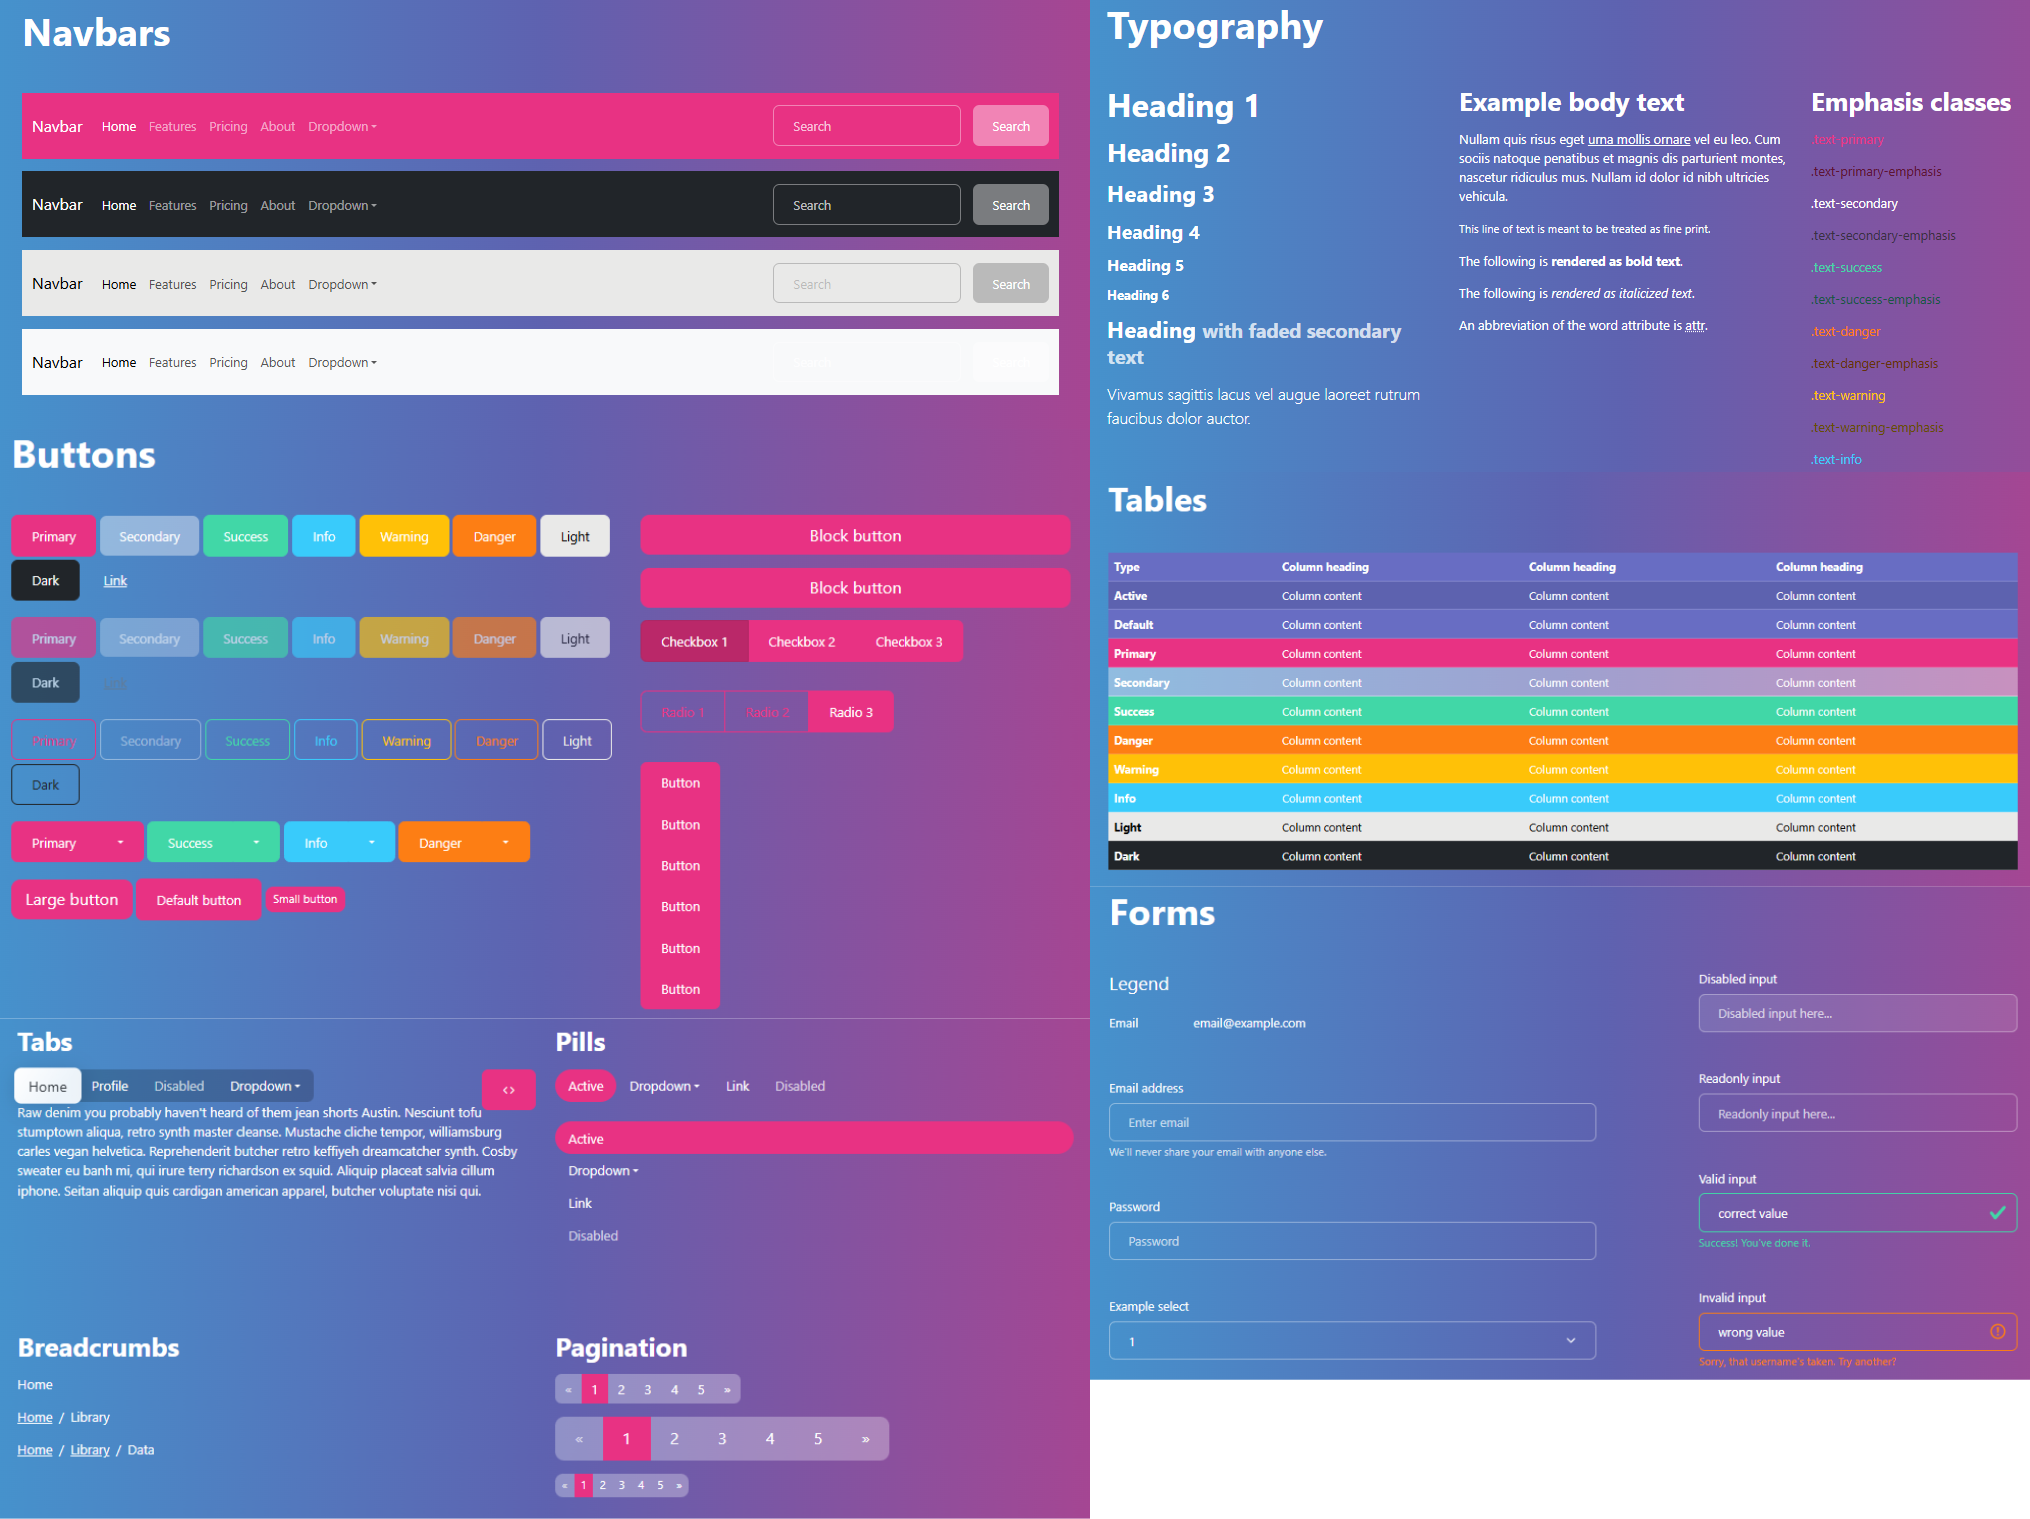 Navbars
Navbar Home Features Pricing About Dropdown Search Search
Navbar Home Features Pricing About Dropdown Search Search
Navbar Home Features Pricing About Dropdown Search Search
Navbar Home Features Pricing About Dropdown
Buttons
Primary Secondary Success Info Warning Danger Light
Dark Link
Primary Secondary Success Info Warning Danger Light
Dark Link
Primary Secondary Success Info Warning Danger Light
Dark
Primary Success Info Danger
Large button Default button Small button
Block button
Block button
Checkbox 1 Checkbox 2 Checkbox 3
Radio 1 Radio 2 Radio 3
Button
Button
Button
Button
Button
Button
Tabs
Home Profile Disabled Dropdown <>
Raw denim you probably haven't heard of them jean shorts Austin. Nesciunt tofu
stumptown aliqua, retro synth master cleanse. Mustache cliche tempor, williamsburg
carles vegan helvetica. Reprehenderit butcher retro keffiyeh dreamcatcher synth. Cosby
sweater eu banh mi, qui irure terry richardson ex squid. Aliquip placeat salvia cillum
iphone. Seitan aliquip quis cardigan american apparel, butcher voluptate nisi qui.
Pills
Active Dropdown Link Disabled
Active
Dropdown
Link
Disabled
Breadcrumbs
Home
Home / Library
Home / Library / Data
Pagination
« 1 2 3 4 5 »
« 1 2 3 4 5 »
« 1 2 3 4 5 »
Typography
Heading 1
Heading 2
Heading 3
Heading 4
Heading 5
Heading 6
Heading with faded secondary
text
Vivamus sagittis lacus vel augue laoreet rutrum
faucibus dolor auctor.
Example body text
Nullam quis risus eget urna mollis ornare vel eu leo. Cum
sociis natoque penatibus et magnis dis parturient montes,
nascetur ridiculus mus. Nullam id dolor id nibh ultricies
vehicula.
This line of text is meant to be treated as fine print.
The following is rendered as bold text.
The following is rendered as italicized text.
An abbreviation of the word attribute is attr.
Emphasis classes
.text-primary
.text-primary-emphasis
.text-secondary
.text-secondary-emphasis
.text-success
.text-success-emphasis
.text-danger
.text-danger-emphasis
.text-warning
.text-warning-emphasis
.text-info
Tables
Type Column heading Column heading Column heading
Active Column content Column content Column content
Default Column content Column content Column content
Primary Column content Column content Column content
Secondary Column content Column content Column content
Success Column content Column content Column content
Danger Column content Column content Column content
Warning Column content Column content Column content
Info Column content Column content Column content
Light Column content Column content Column content
Dark Column content Column content Column content
Forms
Legend
Email email@example.com
Email address
Enter email
We'll never share your email with anyone else.
Password
Password
Example select
1
Disabled input
Disabled input here...
Readonly input
Readonly input here...
Valid input
correct value
Success! You've done it.
Invalid input
wrong value
Sorry, that username's taken. Try another?